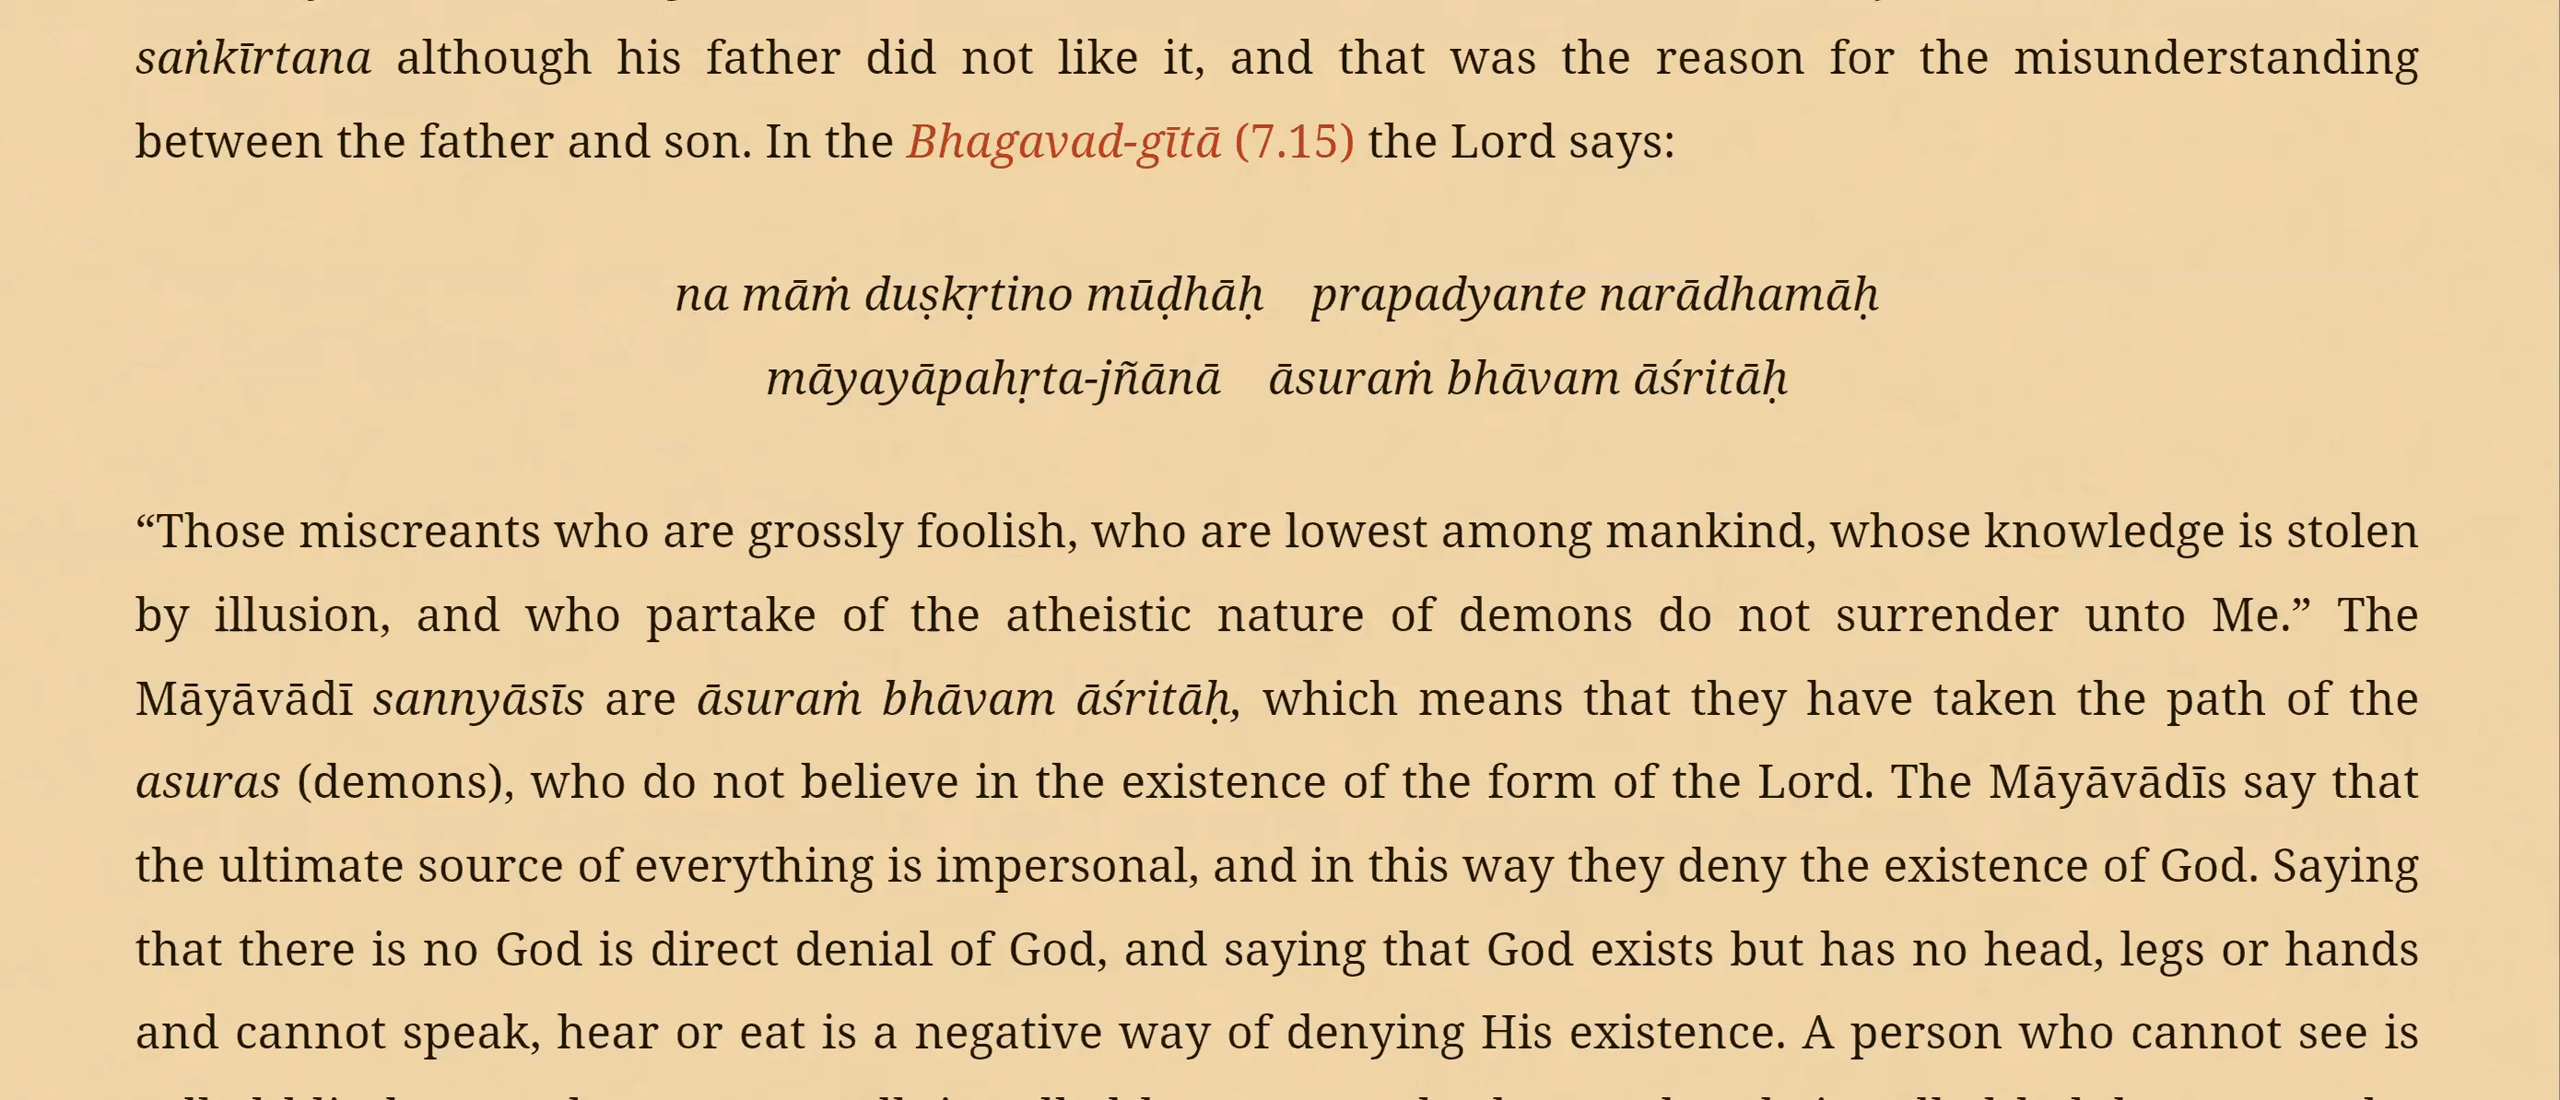 saṅkīrtana although his father did not like it, and that was the reason for the misunderstanding
between the father and son. In the Bhagavad-gītā (7.15) the Lord says:
na māṁ duṣkṛtino mūḍhāḥ prapadyante narādhamāḥ
māyayāpahṛta-jñānā āsuraṁ bhāvam āśritāḥ
“Those miscreants who are grossly foolish, who are lowest among mankind, whose knowledge is stolen
by illusion, and who partake of the atheistic nature of demons do not surrender unto Me.” The
Māyāvādī sannyāsīs are āsuraṁ bhāvam āśritāḥ, which means that they have taken the path of the
asuras (demons), who do not believe in the existence of the form of the Lord. The Māyāvādīs say that
the ultimate source of everything is impersonal, and in this way they deny the existence of God. Saying
that there is no God is direct denial of God, and saying that God exists but has no head, legs or hands
and cannot speak, hear or eat is a negative way of denying His existence. A person who cannot see is